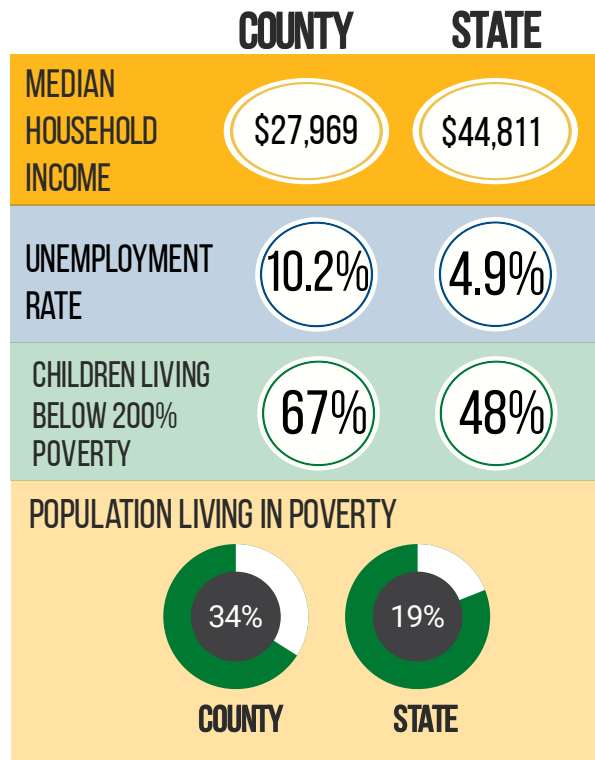 COUNTY STATE
MEDIAN
HOUSEHOLD
INCOME
$27,969 $44,811
UNEMPLOYMENT
RATE
10.2% 4.9%
CHILDREN LIVING
BELOW 200%
POVERTY
67% 48%
POPULATION LIVING IN POVERTY
34% 19%
COUNTY STATE